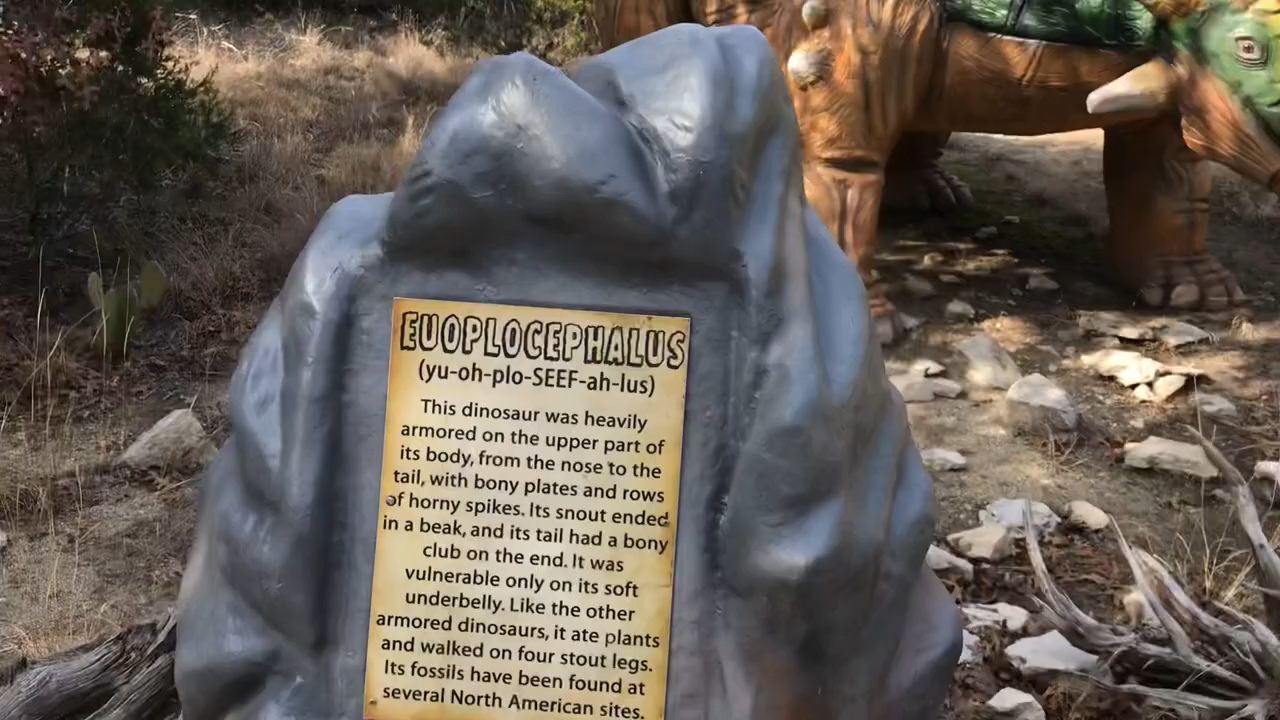 EUOPLOCEPHALUS
(yu-oh-plo-SEEF-ah-lus)
This dinosaur was heavily
armored on the upper part of
its body, from the nose to the
tail, with bony plates and rows
of horny spikes. Its snout ended
in a beak, and its tail had a bony
club on the end. It was
vulnerable only on its soft
underbelly. Like the other
armored dinosaurs, it ate plants
and walked on four stout legs.
Its fossils have been found at
several North American sites.